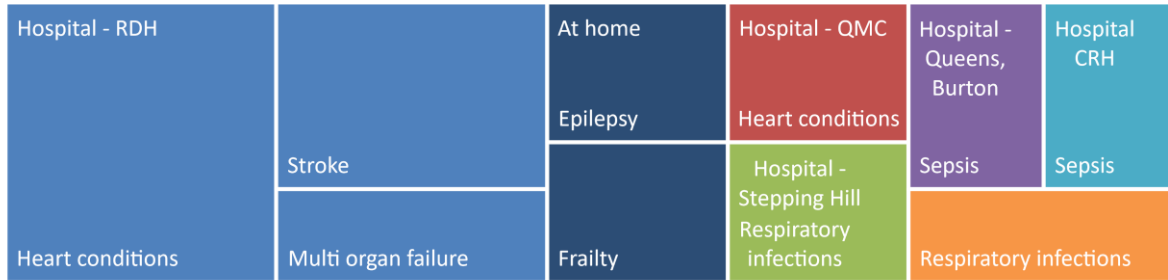 Hospital - RDH
Heart conditions
Stroke
Multi organ failure
At home
Epilepsy
Frailty
Hospital - QMC
Heart conditions
Hospital -
Stepping Hill
Respiratory
infections
Hospital -
Queens,
Burton
Sepsis
Hospital
CRH
Sepsis
Respiratory infections